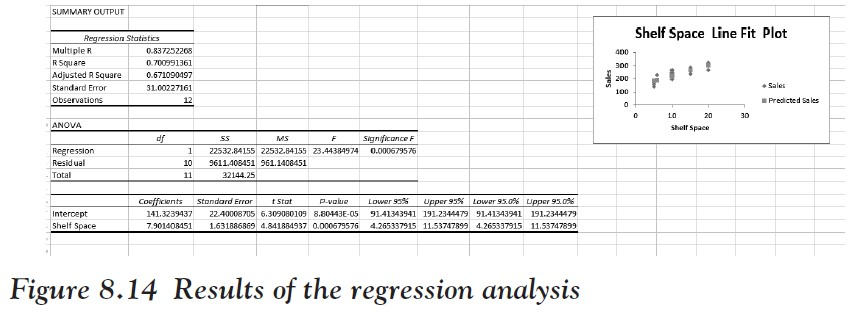 SUMMARY OUTPUT
Regression Statistics
Multiple R 0.837252268
R Square 0.700991361
Adjusted R Square 0.671090497
Standard Error 31.00227161
Observations 12
ANOVA
df SS MS F Significance F
Regression 1 22532.84155 22532.84155 23.44384974 0.000679576
Residual 10 9611.408451 961.1408451
Total 11 32144.25
Coefficients Standard Error t Stat P-value Lower 95% Upper 95% Lower 95.0% Upper 95.0%
Intercept 141.3239437 22.40008705 6.309080109 8.80443E-05 91.41343941 191.2344479 91.41343941 191.2344479
Shelf Space 7.901408451 1.631886869 4.841884937 0.000679576 4.265337915 11.53747899 4.265337915 11.53747899
Shelf Space Line Fit Plot
Sales
400
300
200
100
0
0 10 20 30
Shelf Space
Sales
Predicted Sales
Figure 8.14 Results of the regression analysis